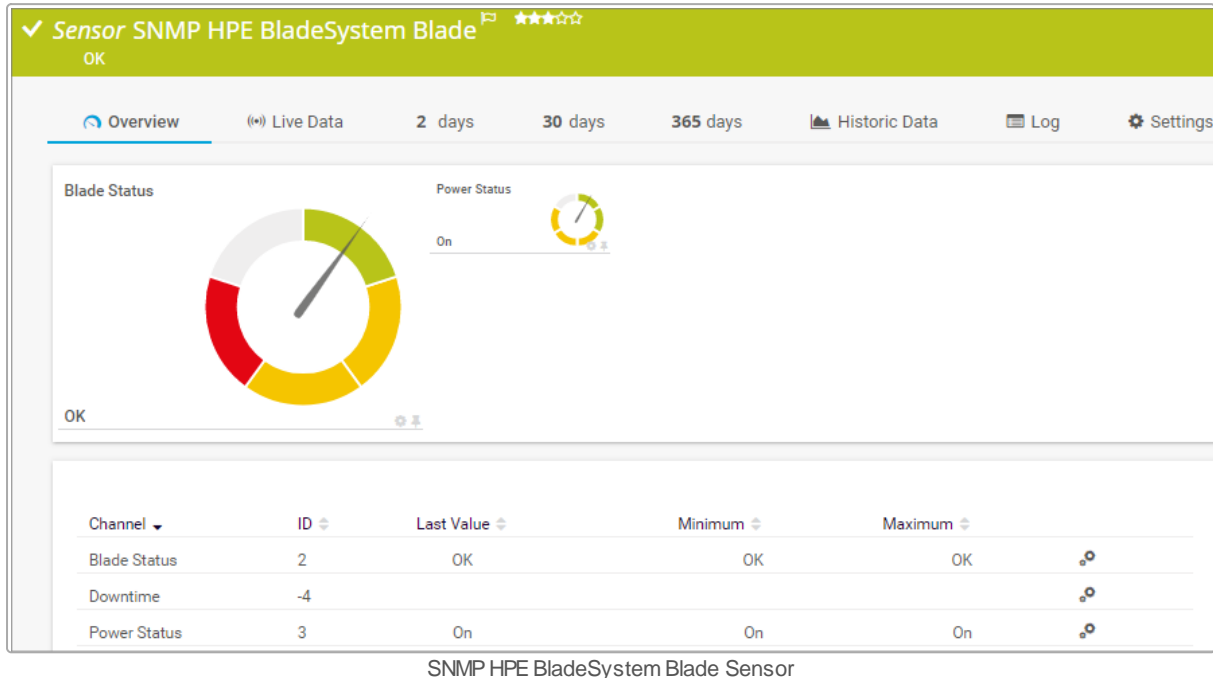 Sensor SNMP HPE BladeSystem Blade
OK
Overview Live Data 2 days 30 days 365 days Historic Data Log Settings
Blade Status
OK
Power Status
On
Channel ID Last Value Minimum Maximum
Blade Status 2 OK OK OK
Downtime -4
Power Status 3 On On On
SNMP HPE BladeSystem Blade Sensor